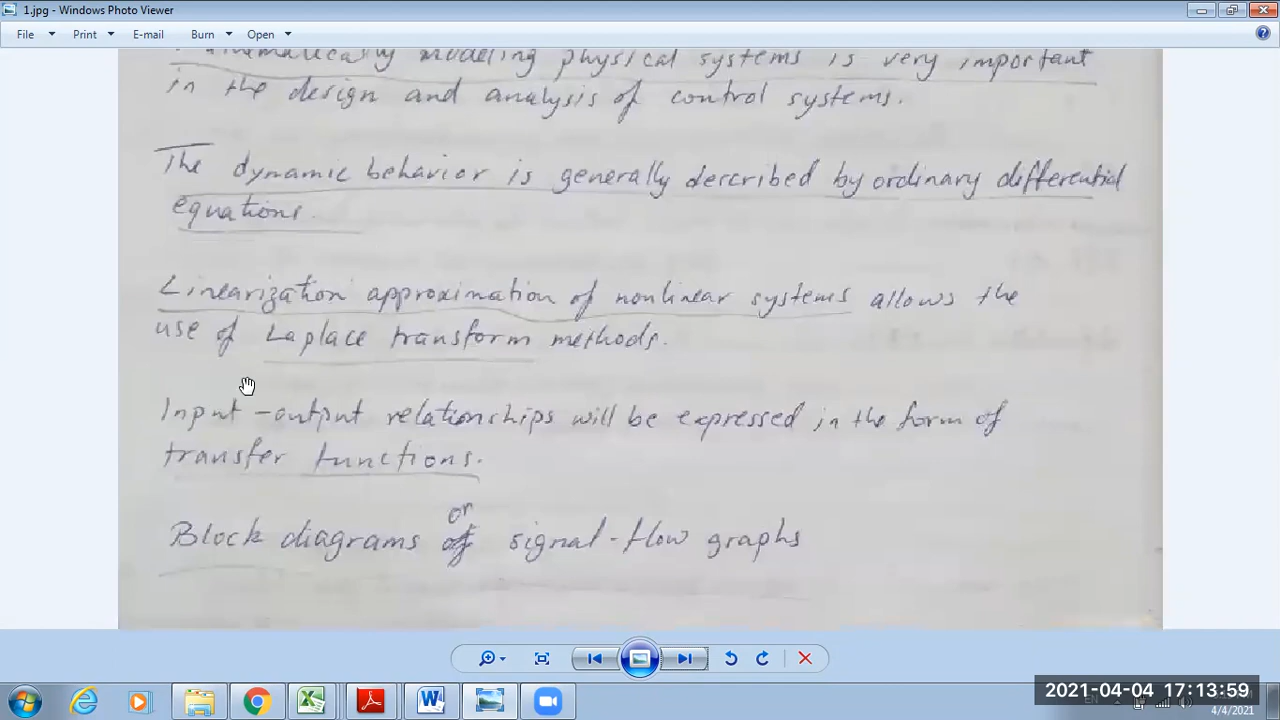 1.jpg - Windows Photo Viewer
File Print E-mail Burn Open
modeling physical systems is very important
in the design and analysis of control systems.
The dynamic behavior is generally described by ordinary differential
equations.
Linearization approximation of nonlinear systems allows the
use of Laplace transform methods.
Input-output relationships will be expressed in the form of
transfer functions.
or
Block diagrams of signal-flow graphs
2021-04-04 17:13:59
EN
4/4/2021